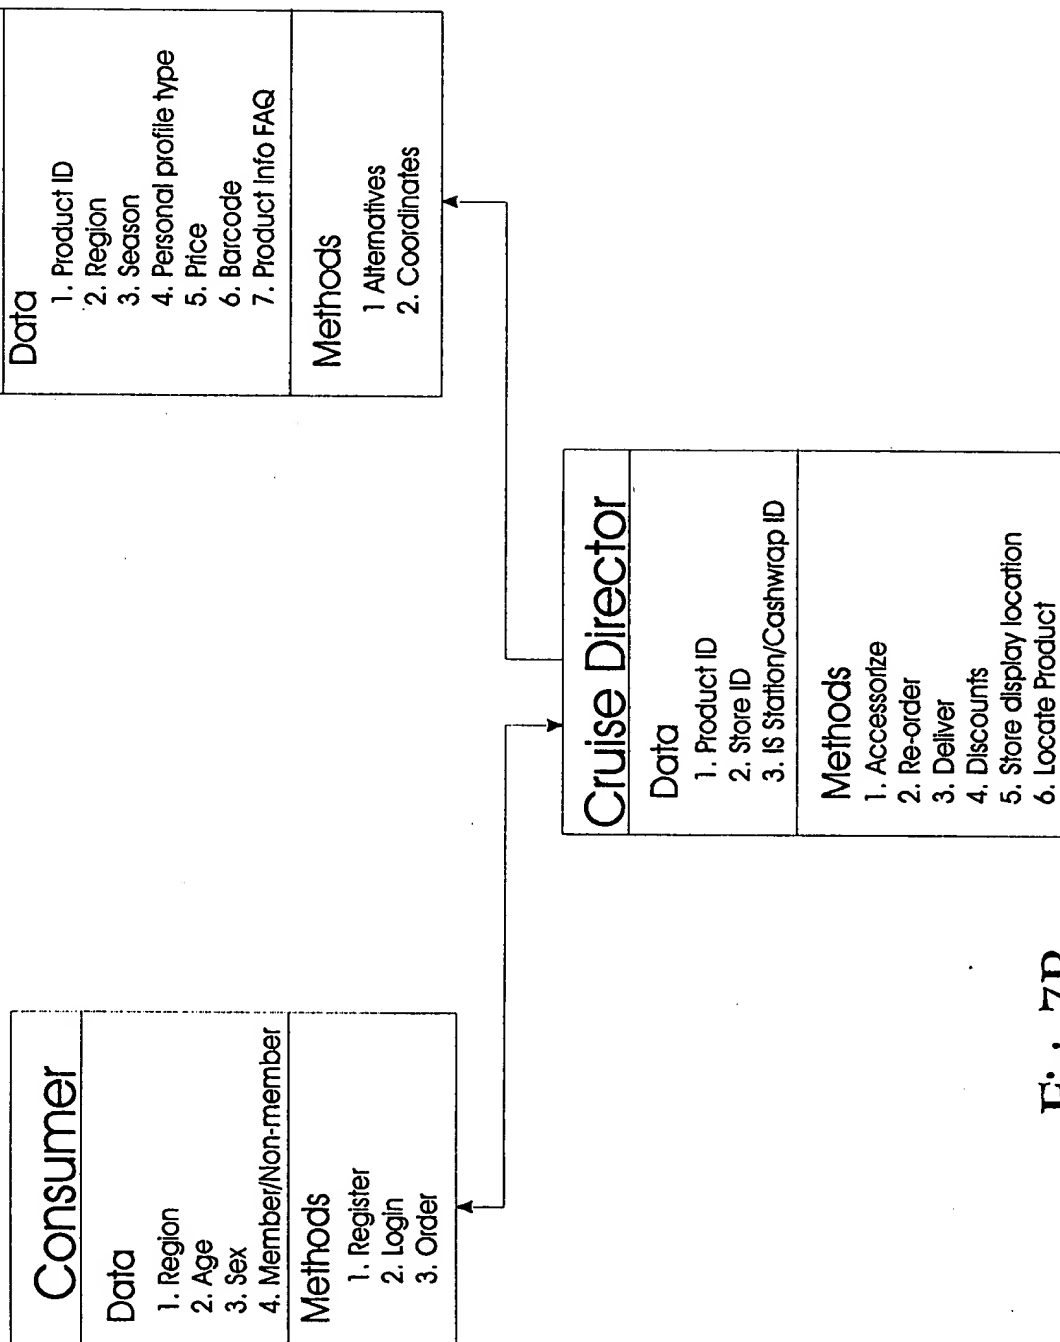 Consumer
Data
1. Region
2. Age
3. Sex
4. Member/Non-member
Methods
1. Register
2. Login
3. Order
Data
1. Product ID
2. Region
3. Season
4. Personal profile type
5. Price
6. Barcode
7. Product Info FAQ
Methods
1 Alternatives
2. Coordinates
Cruise Director
Data
1. Product ID
2. Store ID
3. IS Station/Cashwrap ID
Methods
1. Accessorize
2. Re-order
3. Deliver
4. Discounts
5. Store display location
6. Locate Product